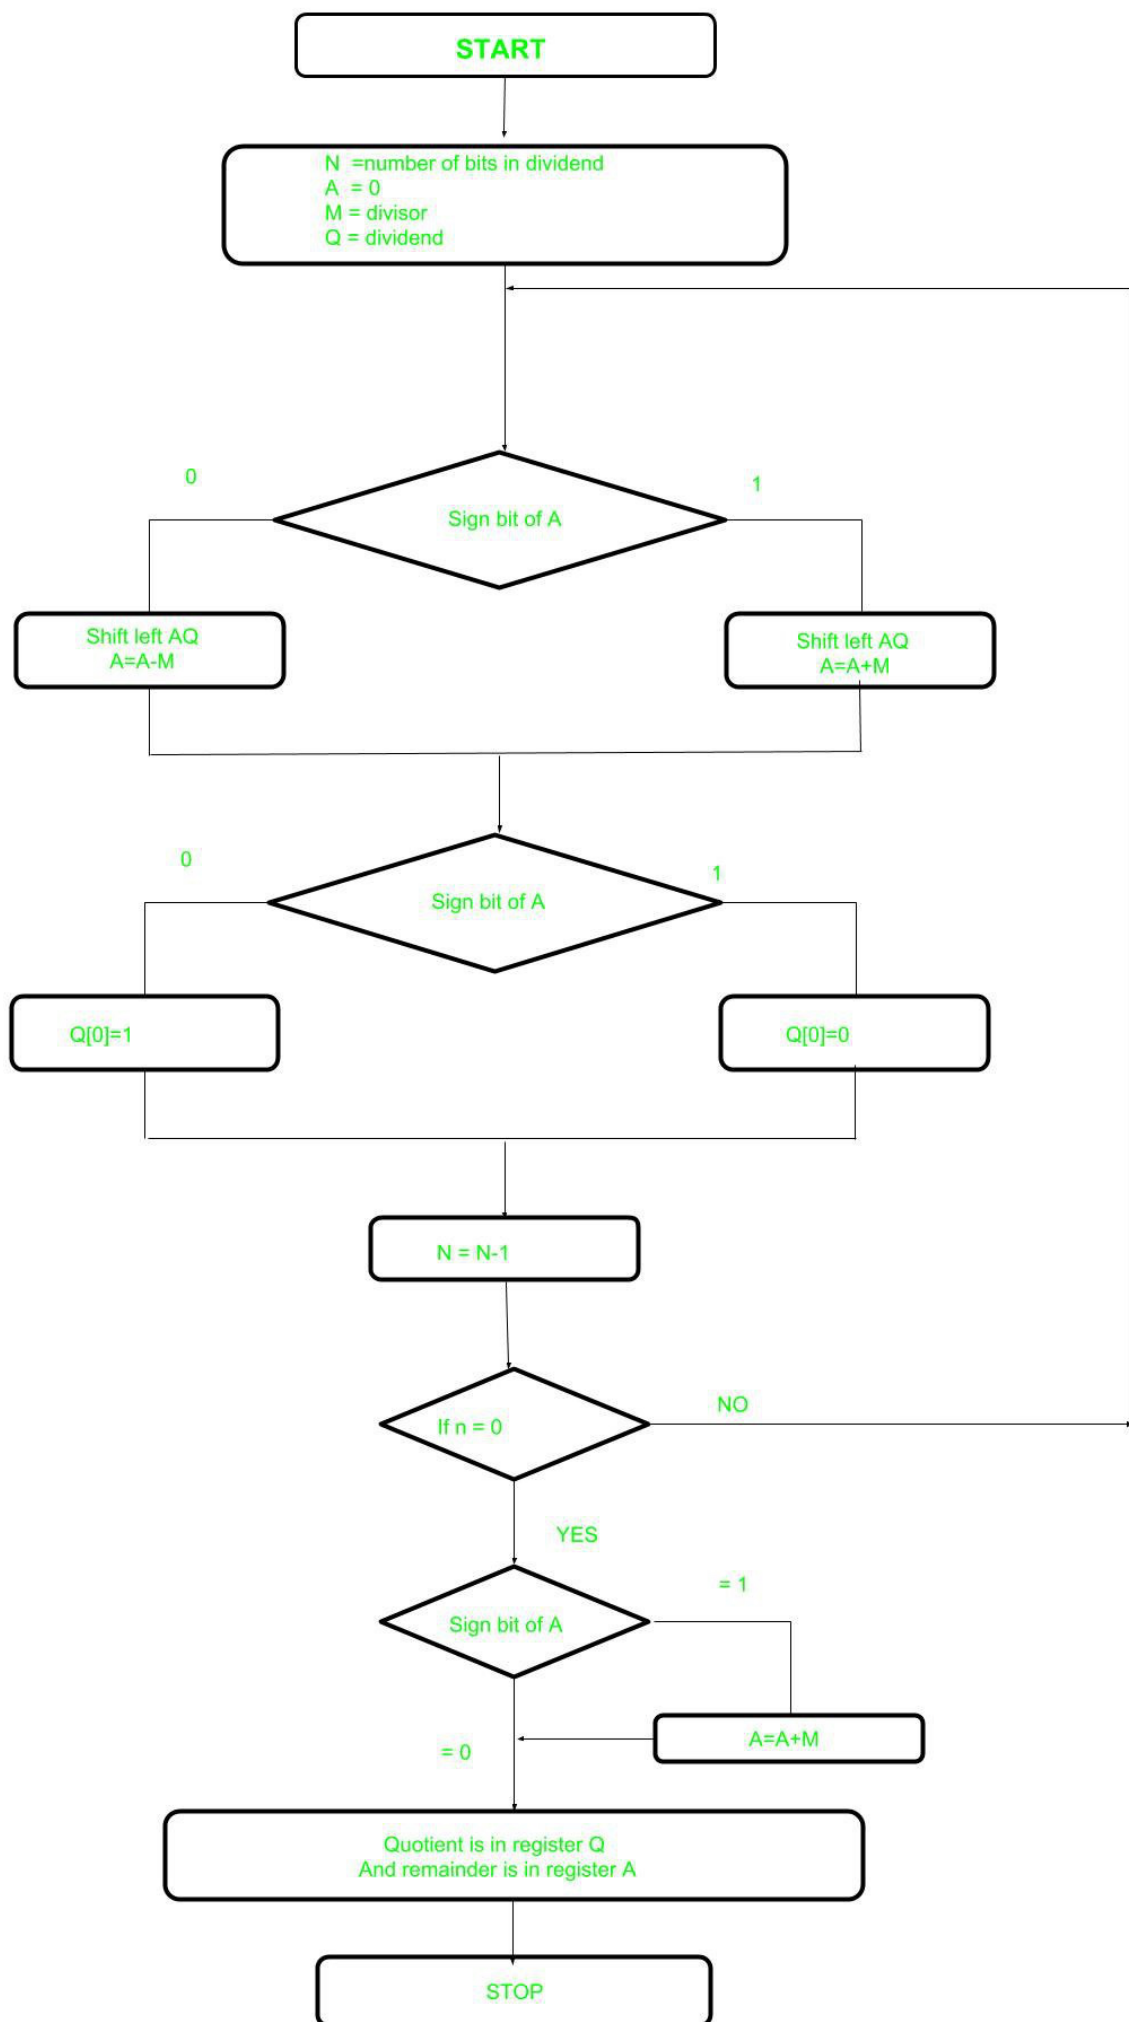 START
N =number of bits in dividend
A = 0
M = divisor
Q = dividend
0
1
Sign bit of A
Shift left AQ
A=A-M
Shift left AQ
A=A+M
0
1
Sign bit of A
Q[0]=1
Q[0]=0
N = N-1
NO
If n = 0
YES
= 1
Sign bit of A
A=A+M
= 0
Quotient is in register Q
And remainder is in register A
STOP